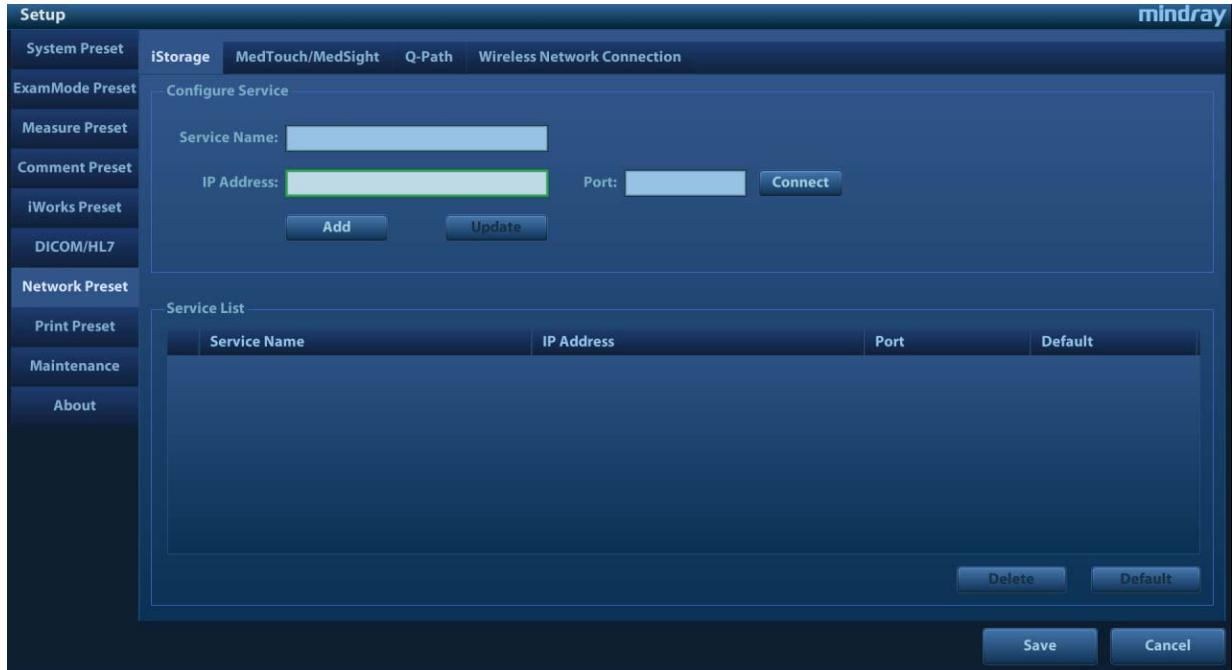 Setup mindray
System Preset
ExamMode Preset
Measure Preset
Comment Preset
iWorks Preset
DICOM/HL7
Network Preset
Print Preset
Maintenance
About
iStorage MedTouch/MedSight Q-Path Wireless Network Connection
Configure Service
Service Name:
IP Address: Port: Connect
Add Update
Service List
Service Name IP Address Port Default
Delete Default
Save Cancel